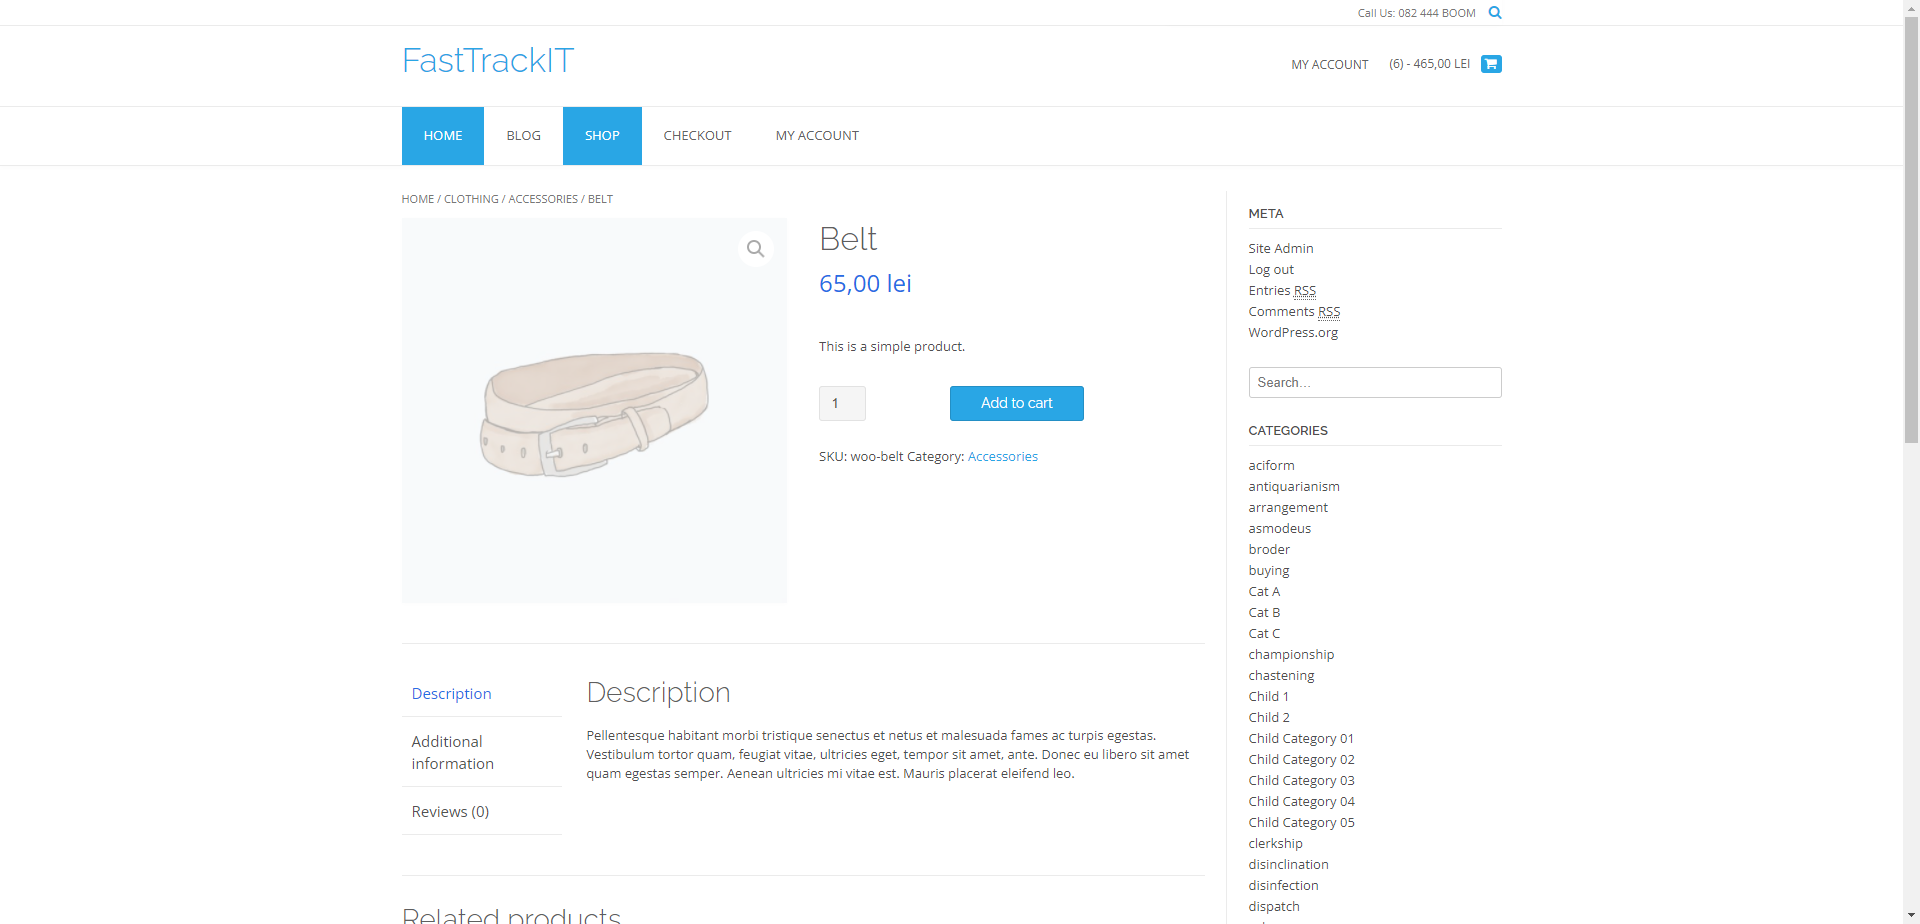 Call Us: 082 444 BOOM
FastTrackIT
MY ACCOUNT (6) - 465,00 LEI
HOME BLOG SHOP CHECKOUT MY ACCOUNT
HOME / CLOTHING / ACCESSORIES / BELT
Belt
65,00 lei
This is a simple product.
1 Add to cart
SKU: woo-belt Category: Accessories
Description
Additional
information
Reviews (0)
Description
Pellentesque habitant morbi tristique senectus et netus et malesuada fames ac turpis egestas.
Vestibulum tortor quam, feugiat vitae, ultricies eget, tempor sit amet, ante. Donec eu libero sit amet
quam egestas semper. Aenean ultricies mi vitae est. Mauris placerat eleifend leo.
Related products
META
Site Admin
Log out
Entries RSS
Comments RSS
WordPress.org
Search...
CATEGORIES
aciform
antiquarianism
arrangement
asmodeus
broder
buying
Cat A
Cat B
Cat C
championship
chastening
Child 1
Child 2
Child Category 01
Child Category 02
Child Category 03
Child Category 04
Child Category 05
clerkship
disinclination
disinfection
dispatch